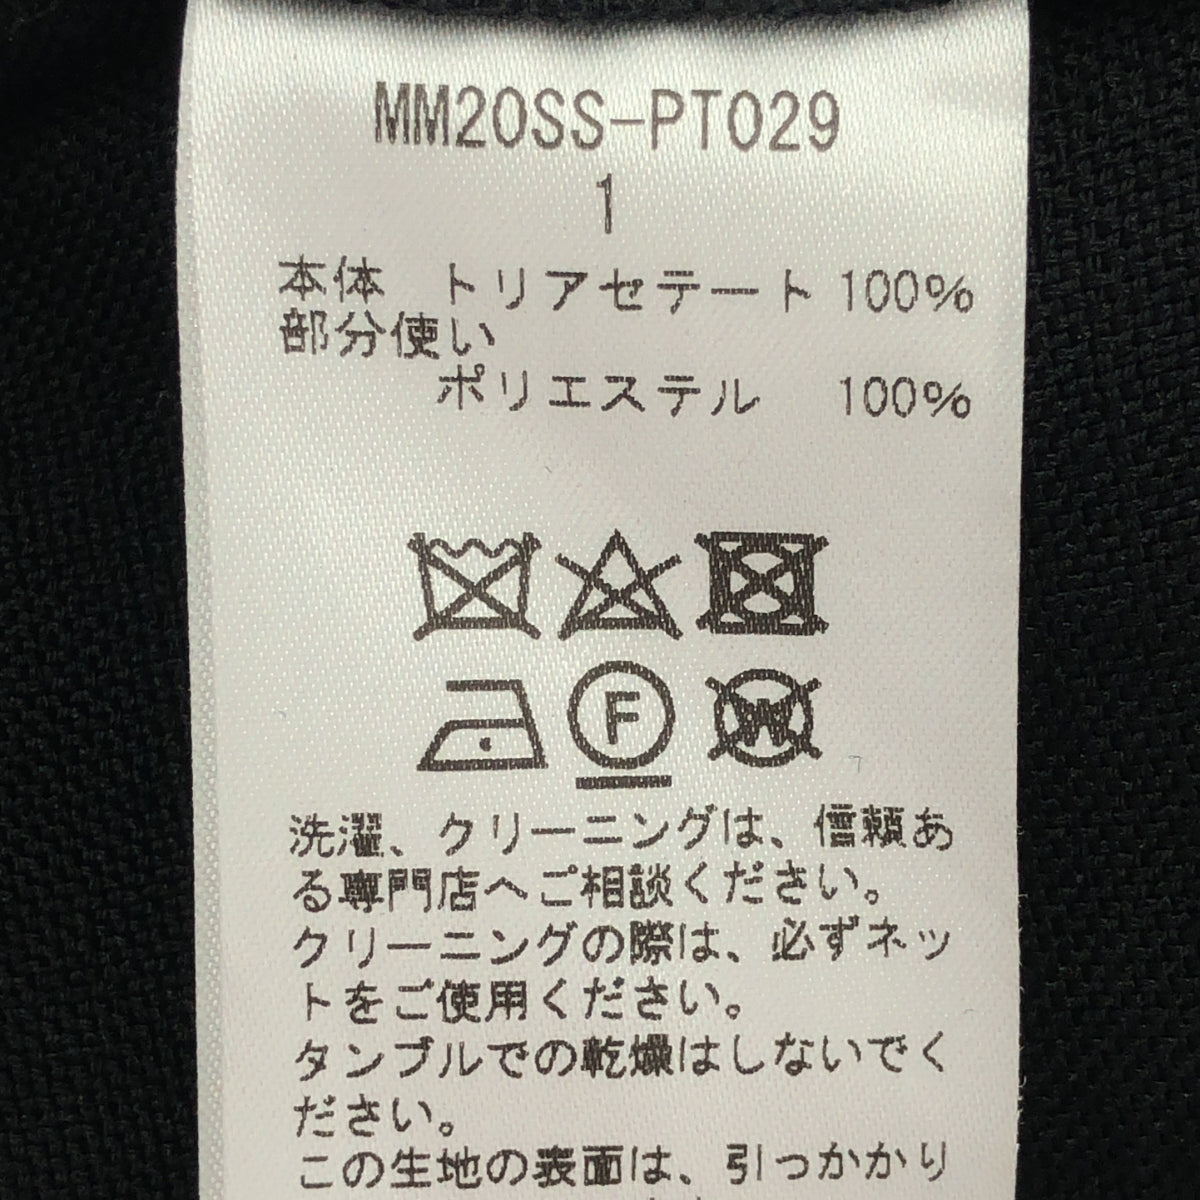 MM20SS-PT029
1
本体 トリアセテート 100%
部分使い
ポリエステル 100%
F
W
洗濯、クリーニングは、信頼あ
る専門店へご相談ください。
クリーニングの際は、必ずネッ
トをご使用ください。
タンブルでの乾燥はしないでく
ださい。
この生地の表面は、引っかかり